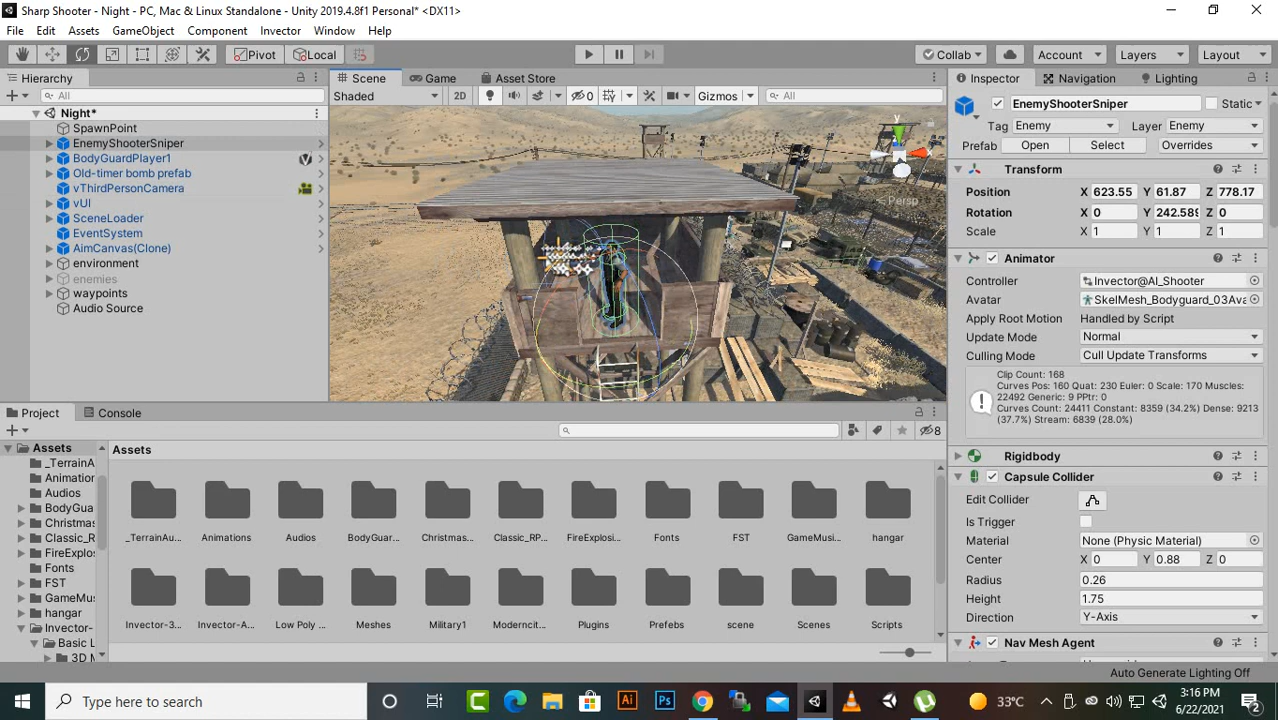 Sharp Shooter - Night - PC, Mac & Linux Standalone - Unity 2019.4.8f1 Personal* <DX11>
File Edit Assets GameObject Component Invector Window Help
Pivot Local Collab Account Layers Layout
Hierarchy Scene Game Asset Store Inspector Navigation Lighting
All Shaded 2D 0 Gizmos All
Night*
SpawnPoint
EnemyShooterSniper
BodyGuardPlayer1
Old-timer bomb prefab
vThirdPersonCamera
vUI
SceneLoader
EventSystem
AimCanvas(Clone)
environment
enemies
waypoints
Audio Source
y
x
Persp
EnemyShooterSniper Static
Tag Enemy Layer Enemy
Prefab Open Select Overrides
Transform
Position X 623.55 Y 61.87 Z 778.17
Rotation X 0 Y 242.589 Z 0
Scale X 1 Y 1 Z 1
Animator
Controller Invector@AI_Shooter
Avatar SkelMesh_Bodyguard_03Ava
Apply Root Motion Handled by Script
Update Mode Normal
Culling Mode Cull Update Transforms
Clip Count: 168
Curves Pos: 160 Quat: 230 Euler: 0 Scale: 170 Muscles:
22492 Generic: 9 PPtr: 0
Curves Count: 24411 Constant: 8359 (34.2%) Dense: 9213
(37.7%) Stream: 6839 (28.0%)
Rigidbody
Capsule Collider
Edit Collider
Is Trigger
Material None (Physic Material)
Center X 0 Y 0.88 Z 0
Radius 0.26
Height 1.75
Direction Y-Axis
Nav Mesh Agent
Project Console
8
Assets
_TerrainA
Animation
Audios
BodyGua
Christmas
Classic_R
FireExplos
Fonts
FST
GameMus
hangar
Invector-
Basic L
3D M
Assets
_TerrainAu... Animations Audios BodyGuar... Christmas... Classic_RP... FireExplosi... Fonts FST GameMusi... hangar
Invector-3... Invector-A... Low Poly ... Meshes Military1 Moderncit... Plugins Prefebs scene Scenes Scripts
Auto Generate Lighting Off
Type here to search
Ai Ps
33°C
3:16 PM
6/22/2021
2